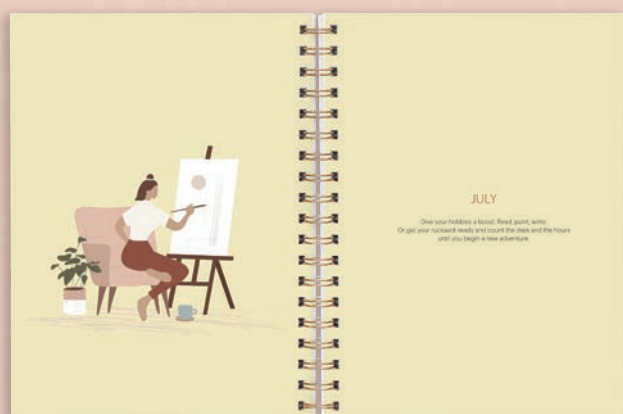 JULY
Give your hobbies a boost. Read, paint, write.
Or get your rucksack ready and count the days and the hours
until you begin a new adventure.